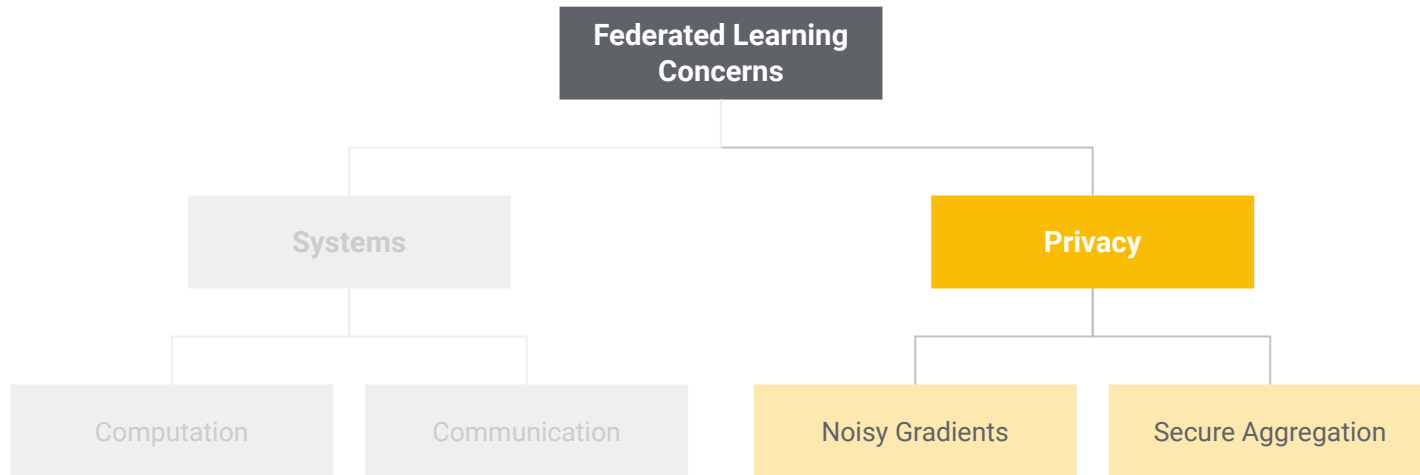 Federated Learning
Concerns
Systems
Privacy
Computation
Communication
Noisy Gradients
Secure Aggregation